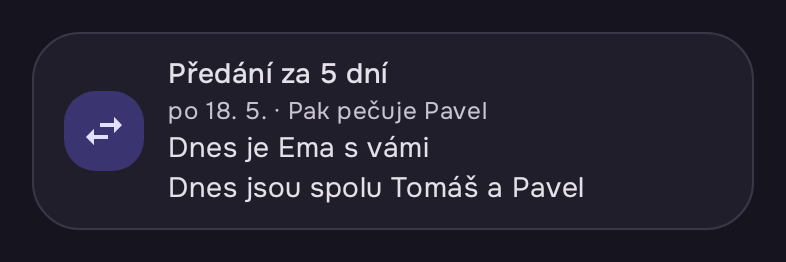 Předání za 5 dní
po 18. 5. · Pak pečuje Pavel
Dnes je Ema s vámi
Dnes jsou spolu Tomáš a Pavel